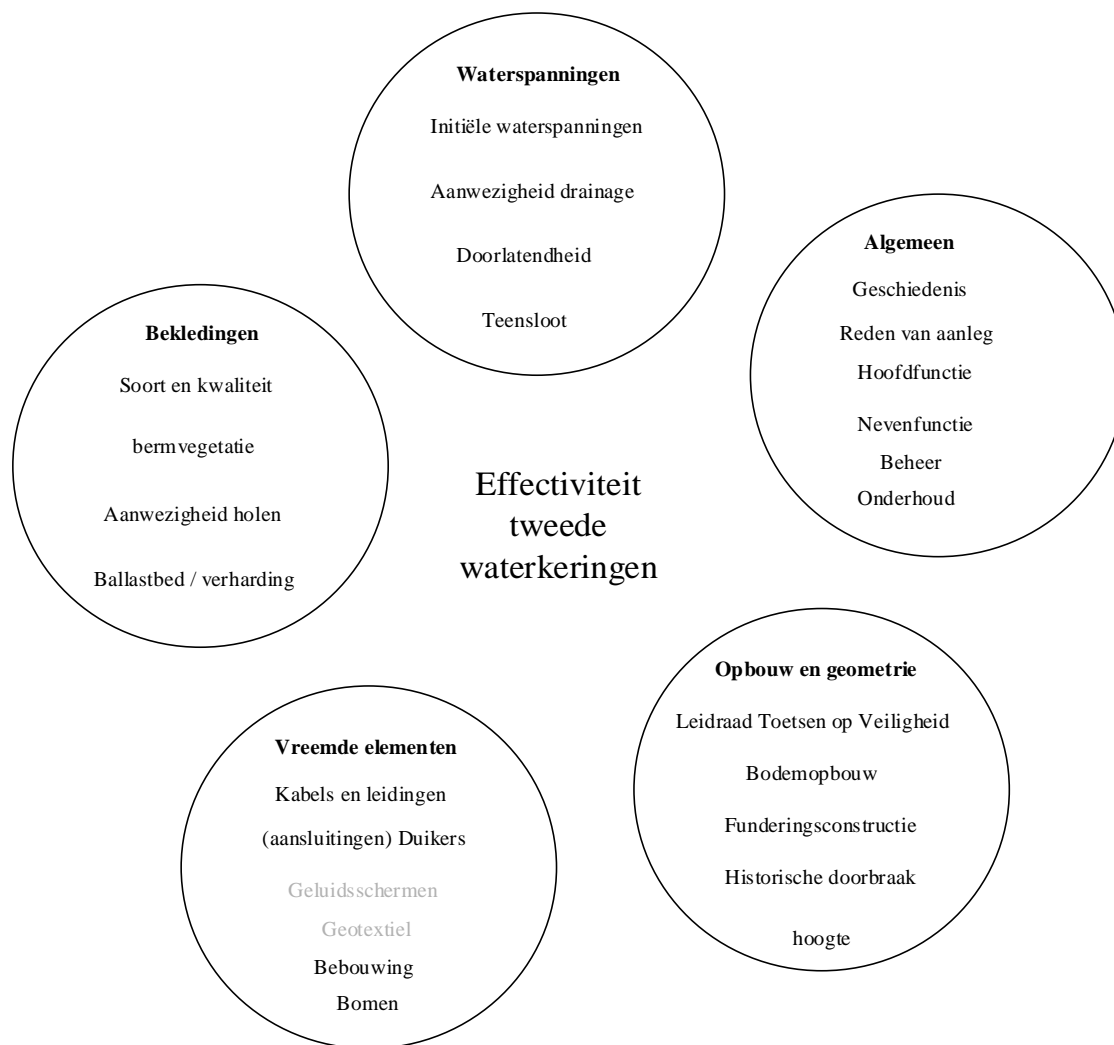 Waterspanningen
Initiële waterspanningen
Aanwezigheid drainage
Doorlatendheid
Teensloot
Algemeen
Geschiedenis
Reden van aanleg
Hoofdfunctie
Nevenfunctie
Beheer
Onderhoud
Bekledingen
Soort en kwaliteit
bermvegetatie
Aanwezigheid holen
Ballastbed / verharding
Effectiviteit
tweede
waterkeringen
Opbouw en geometrie
Leidraad Toetsen op Veiligheid
Bodemopbouw
Funderingsconstructie
Historische doorbraak
hoogte
Vreemde elementen
Kabels en leidingen
(aansluitingen) Duikers
Geluidsschermen
Geotextiel
Bebouwing
Bomen